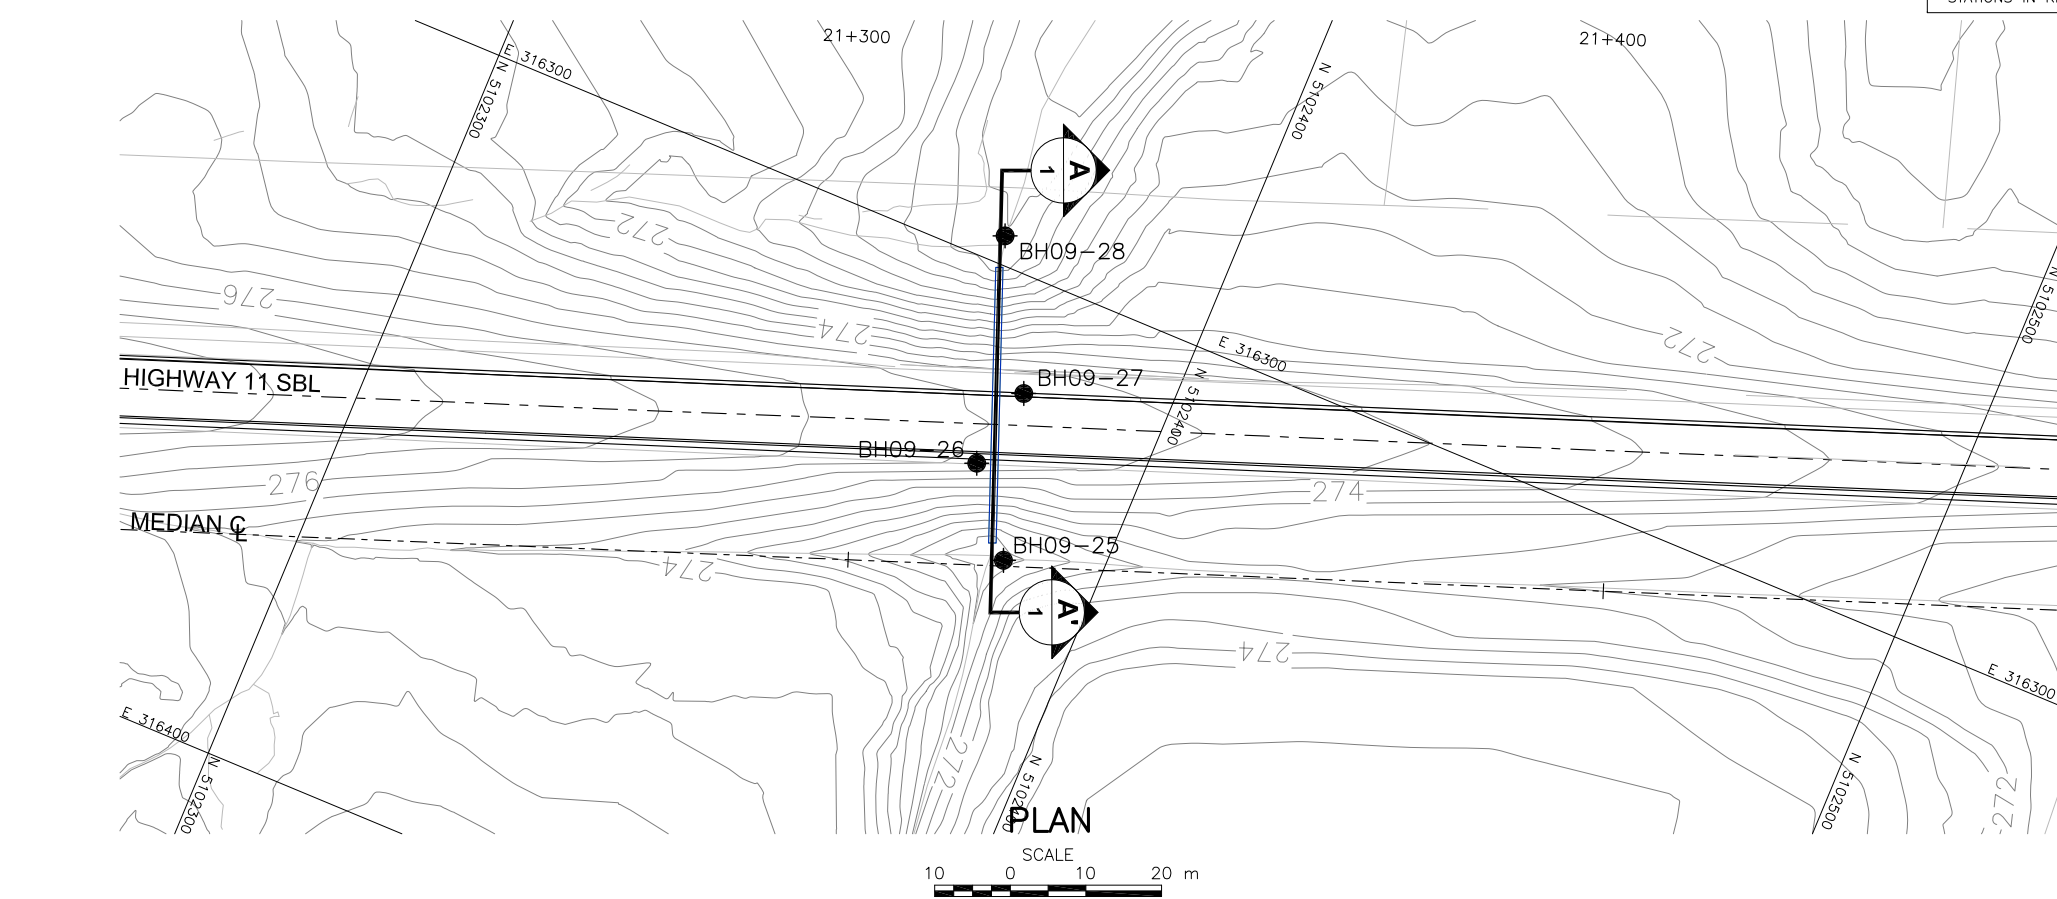 21+300
21+400
E 316300
N 5102300
N 5102400
A
1
272
BH09-28
276
N 5102500
274
272
E 316300
HIGHWAY 11 SBL
BH09-27
N 5102400
BH09-26
276
274
MEDIAN ℄
BH09-25
274
A'
1
274
E 316300
E 316400
272
N 5102300
N 5102500
272
PLAN
SCALE
10 0 10 20 m